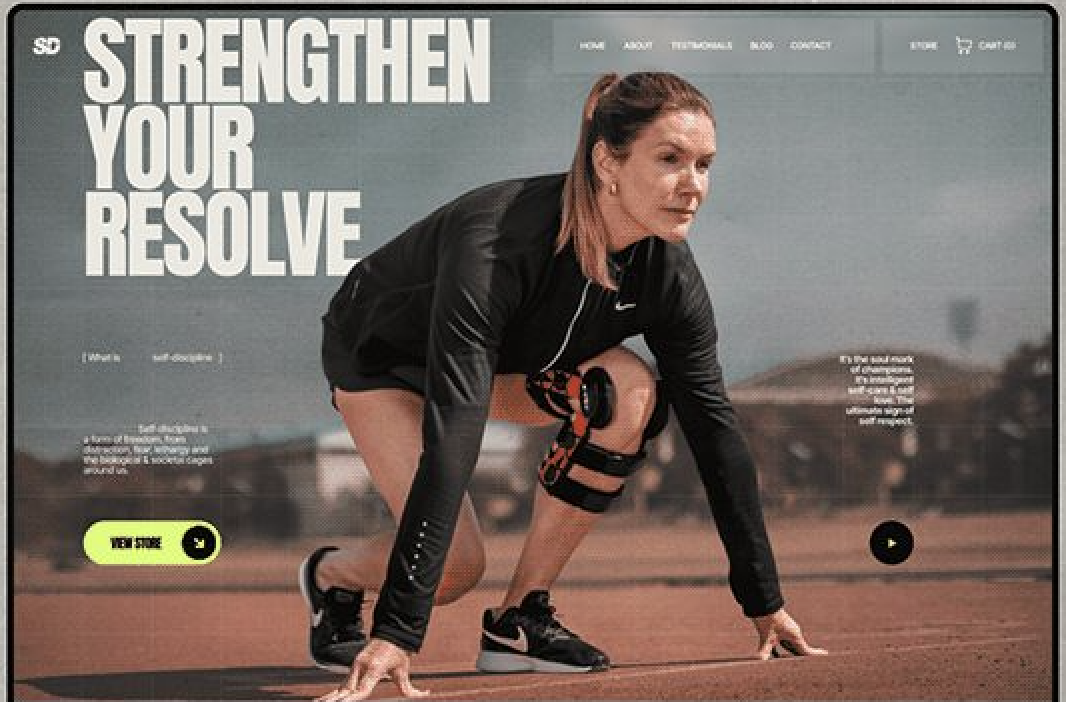 SD
STRENGTHEN
YOUR
RESOLVE
HOME ABOUT TESTIMONIALS BLOG CONTACT
STORE CART (0)
[ What is self-discipline ]
Self-discipline is
a form of freedom, from
distraction, fear, lethargy and
the biological & societal cages
around us.
It's the soul mark
of champions.
It's intelligent
self-care & self
love. The
ultimate sign of
self respect.
VIEW STORE